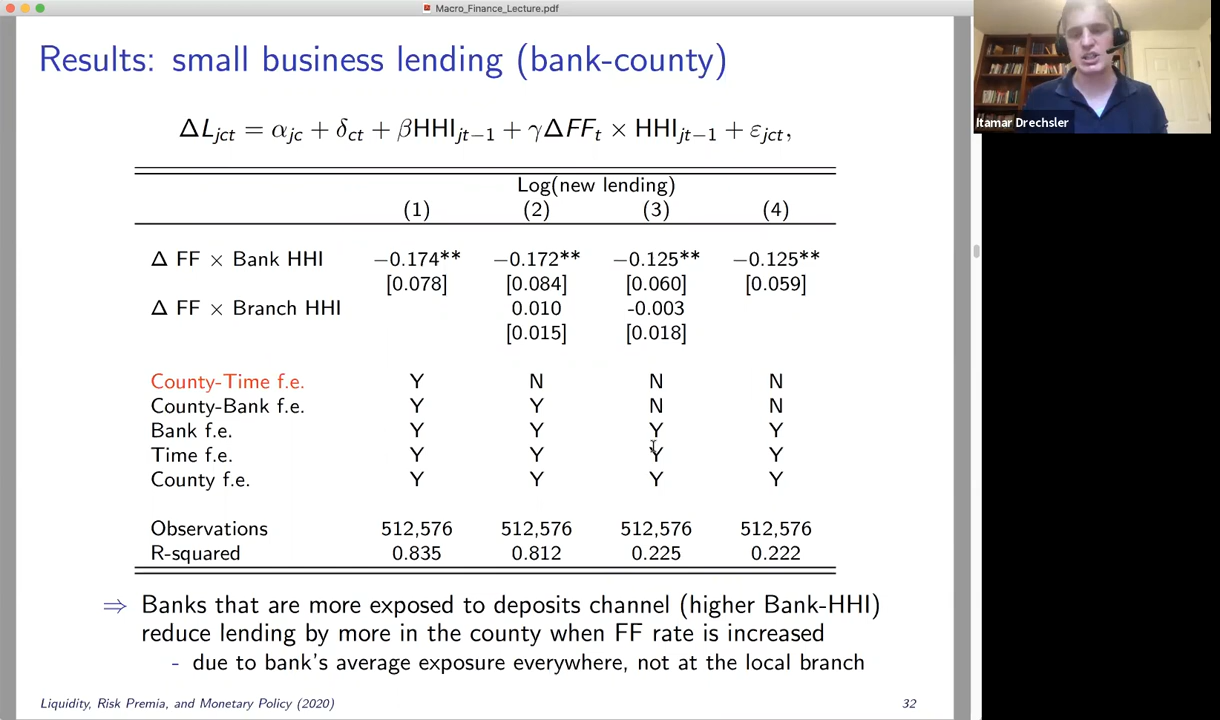 Macro_Finance_Lecture.pdf
Results: small business lending (bank-county)
ΔL_jct = α_jc + δ_ct + βHHI_jt−1 + γΔFF_t × HHI_jt−1 + ε_jct,
Log(new lending)
(1) (2) (3) (4)
Δ FF × Bank HHI −0.174** −0.172** −0.125** −0.125**
[0.078] [0.084] [0.060] [0.059]
Δ FF × Branch HHI 0.010 -0.003
[0.015] [0.018]
County-Time f.e. Y N N N
County-Bank f.e. Y Y N N
Bank f.e. Y Y Y Y
Time f.e. Y Y Y Y
County f.e. Y Y Y Y
Observations 512,576 512,576 512,576 512,576
R-squared 0.835 0.812 0.225 0.222
⇒ Banks that are more exposed to deposits channel (higher Bank-HHI)
reduce lending by more in the county when FF rate is increased
- due to bank's average exposure everywhere, not at the local branch
Liquidity, Risk Premia, and Monetary Policy (2020) 32
Itamar Drechsler